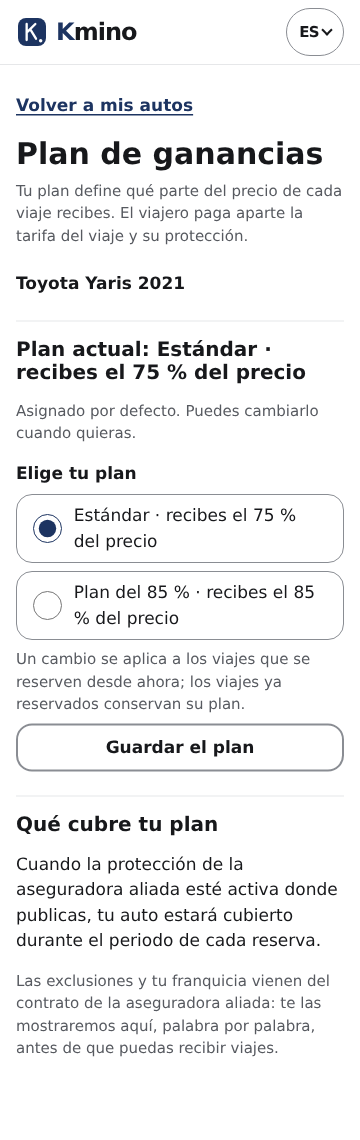 Kmino
ES
Volver a mis autos
Plan de ganancias
Tu plan define qué parte del precio de cada
viaje recibes. El viajero paga aparte la
tarifa del viaje y su protección.
Toyota Yaris 2021
Plan actual: Estándar ·
recibes el 75 % del precio
Asignado por defecto. Puedes cambiarlo
cuando quieras.
Elige tu plan
Estándar · recibes el 75 %
del precio
Plan del 85 % · recibes el 85
% del precio
Un cambio se aplica a los viajes que se
reserven desde ahora; los viajes ya
reservados conservan su plan.
Guardar el plan
Qué cubre tu plan
Cuando la protección de la
aseguradora aliada esté activa donde
publicas, tu auto estará cubierto
durante el periodo de cada reserva.
Las exclusiones y tu franquicia vienen del
contrato de la aseguradora aliada: te las
mostraremos aquí, palabra por palabra,
antes de que puedas recibir viajes.